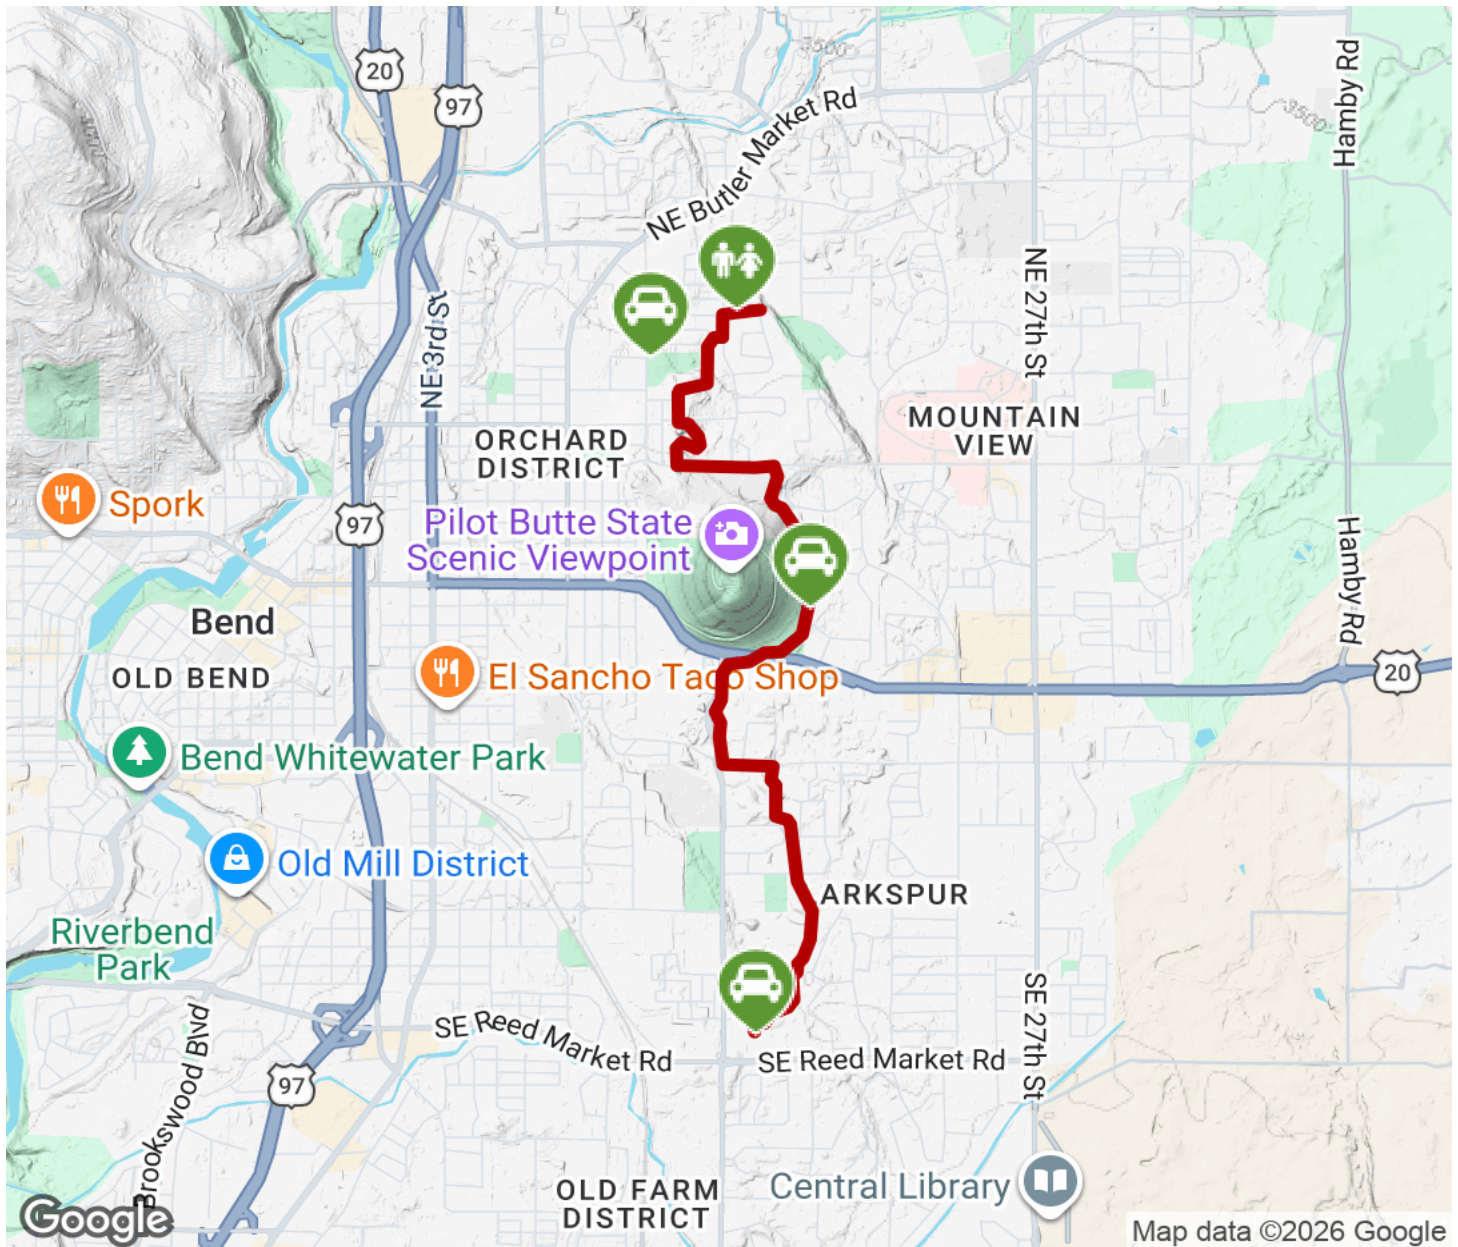 3500
Hamby Rd
20
97
NE Butler Market Rd
3500
3500
NE 27th St
NE 3rd St
MOUNTAIN
VIEW
ORCHARD
DISTRICT
Spork
97
Pilot Butte State
Scenic Viewpoint
Hamby Rd
Bend
OLD BEND
El Sancho Taco Shop
20
Bend Whitewater Park
Old Mill District
ARKSPUR
Riverbend
Park
SE 27th St
SE Reed Market Rd
SE Reed Market Rd
Brookswood Blvd
97
Central Library
OLD FARM
DISTRICT
Google
Map data ©2026 Google